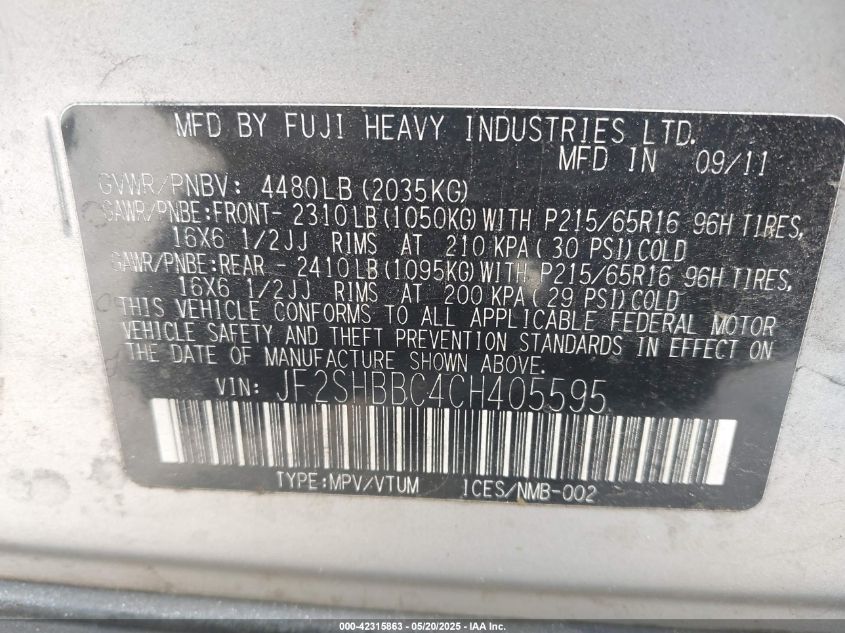 MFD BY FUJI HEAVY INDUSTRIES LTD.
MFD IN 09/11
GVWR/PNBV: 4480LB (2035KG)
GAWR/PNBE:FRONT- 2310LB(1050KG)WITH P215/65R16 96H TIRES,
16X6 1/2JJ RIMS AT 210 KPA( 30 PSI)COLD
GAWR/PNBE:REAR - 2410LB(1095KG)WITH P215/65R16 96H TIRES,
16X6 1/2JJ RIMS AT 200 KPA( 29 PSI)COLD
THIS VEHICLE CONFORMS TO ALL APPLICABLE FEDERAL MOTOR
VEHICLE SAFETY AND THEFT PREVENTION STANDARDS IN EFFECT ON
THE DATE OF MANUFACTURE SHOWN ABOVE.
VIN: JF2SHBBC4CH405595
TYPE:MPV/VTUM ICES/NMB-002
000-42315863 - 05/20/2025 - IAA Inc.